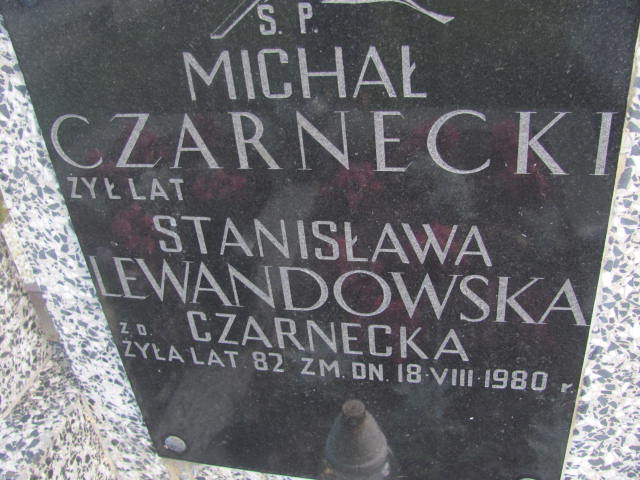 Ś. P.
MICHAŁ
CZARNECKI
ŻYŁ LAT
STANISŁAWA
LEWANDOWSKA
Z D. CZARNECKA
ŻYŁA LAT 82 ZM. DN. 18·VIII·1980 r.